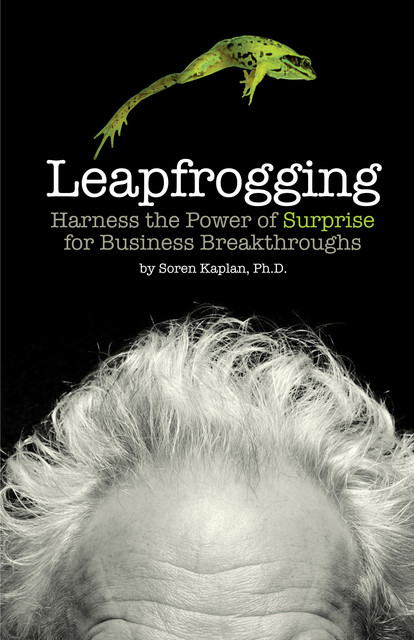 Leapfrogging
Harness the Power of Surprise
for Business Breakthroughs
by Soren Kaplan, Ph.D.